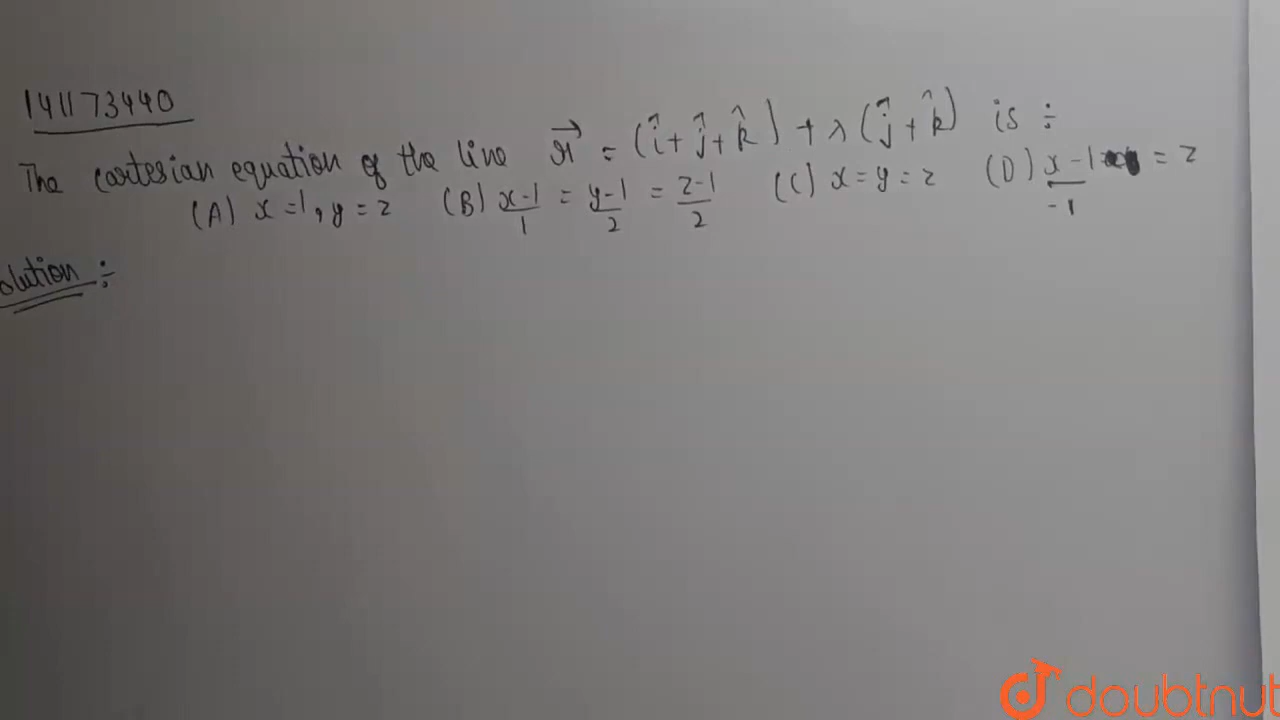 141173440
The cartesian equation of the line r⃗ = (î + ĵ + k̂) + λ(ĵ + k̂) is :
(A) x = 1, y = z (B) x-1/1 = y-1/2 = z-1/2 (C) x = y = z (D) x-1/-1 = z
olution :
doubtnut